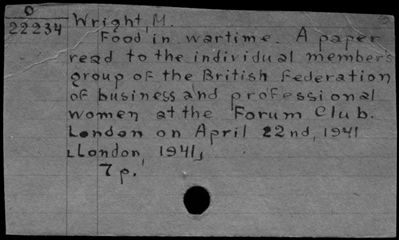 O
22234
Wright, M.
Food in wartime. A paper
read to the individual members
group of the British Federation
of business and professional
women at the Forum Club.
London on April 22nd, 1941
[London, 1941]
7 p.